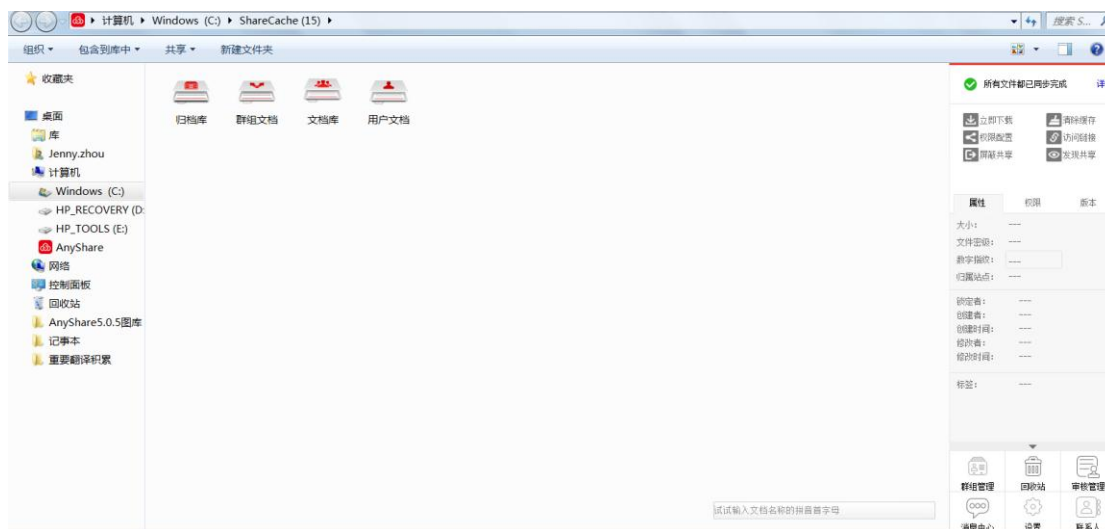 计算机 ▸ Windows (C:) ▸ ShareCache (15) ▸
搜索 S...
组织 包含到库中 共享 新建文件夹
收藏夹
桌面
库
Jenny.zhou
计算机
Windows (C:)
HP_RECOVERY (D:
HP_TOOLS (E:)
AnyShare
网络
控制面板
回收站
AnyShare5.0.5图库
记事本
重要翻译积累
归档库 群组文档 文档库 用户文档
试试输入文档名称的拼音首字母
所有文件都已同步完成 详
立即下载 清除缓存
权限配置 访问链接
屏蔽共享 发现共享
属性 权限 版本
大小: ---
文件密级: ---
数字指纹: ---
归属站点: ---
锁定者: ---
创建者: ---
创建时间: ---
修改者: ---
修改时间: ---
标签: ---
群组管理 回收站 审核管理
消息中心 设置 联系人